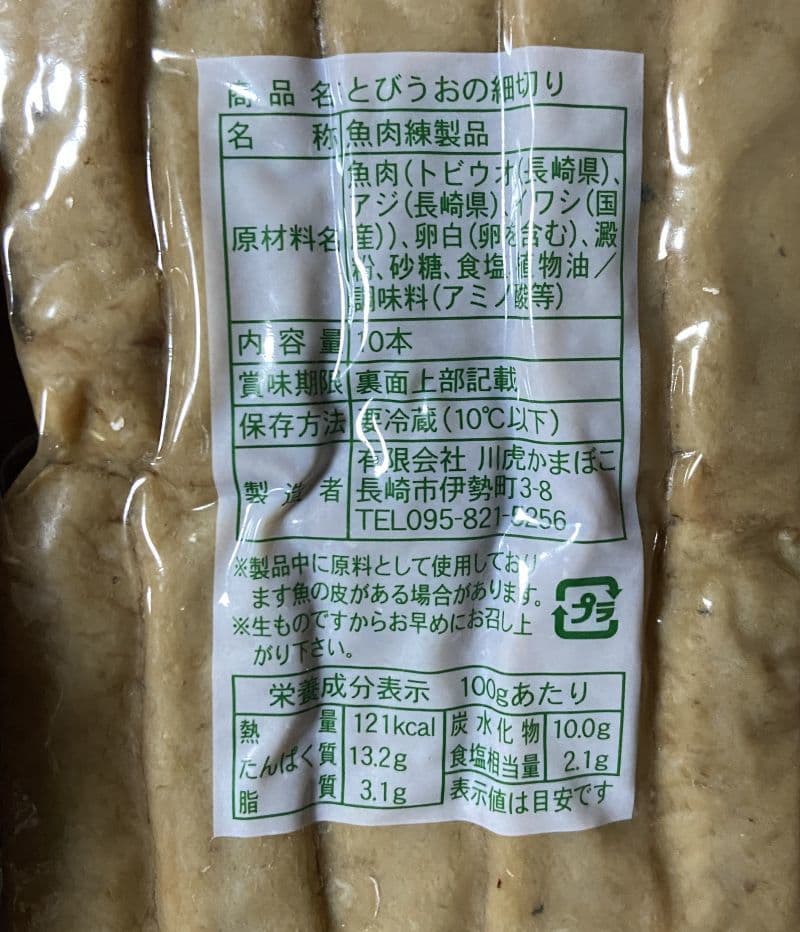 商品名 とびうおの細切り
名称 魚肉練製品
原材料名 魚肉(トビウオ(長崎県)、
アジ(長崎県)、イワシ(国
産))、卵白(卵を含む)、澱
粉、砂糖、食塩、植物油/
調味料(アミノ酸等)
内容量 10本
賞味期限 裏面上部記載
保存方法 要冷蔵(10℃以下)
製造者 有限会社 川虎かまぼこ
長崎市伊勢町3-8
TEL095-821-5256
※製品中に原料として使用しており
ます魚の皮がある場合があります。
※生ものですからお早めにお召し上
がり下さい。
プラ
栄養成分表示 100gあたり
熱量 121kcal 炭水化物 10.0g
たんぱく質 13.2g 食塩相当量 2.1g
脂質 3.1g 表示値は目安です